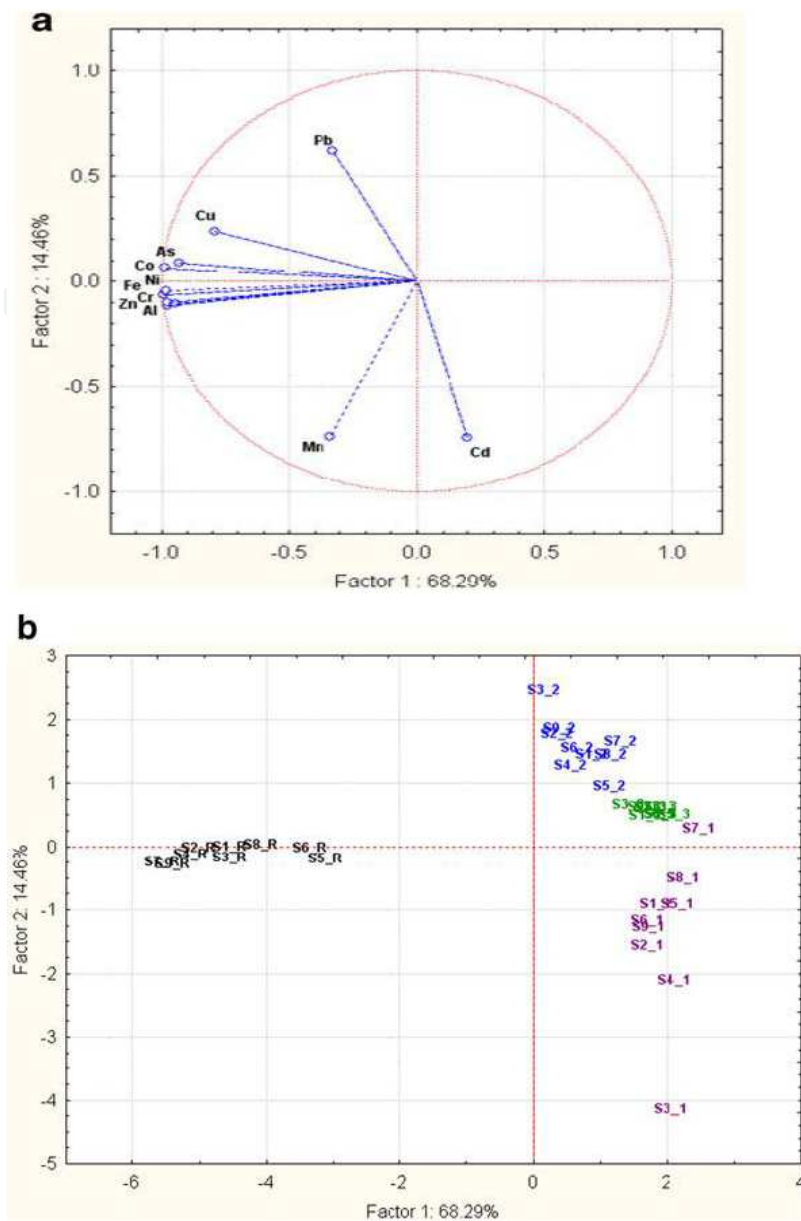 a
1.0
0.5
0.0
-0.5
-1.0
Factor 2 : 14.46%
Pb
Cu
As
Co
Ni
Fe
Cr
Zn
Al
Mn
Cd
-1.0 -0.5 0.0 0.5 1.0
Factor 1 : 68.29%
b
3
2
1
0
-1
-2
-3
-4
-5
Factor 2: 14.46%
S3_2
S9_2
S2_2
S6_2 S7_2
S1_2 S8_2
S4_2
S5_2
S7_1
S2_R S1_R S8_R S6_R
S3_R S5_R
S7_R S9_R
S8_1
S1_1 S5_1
S6_1
S9_1
S2_1
S4_1
S3_1
-6 -4 -2 0 2 4
Factor 1: 68.29%